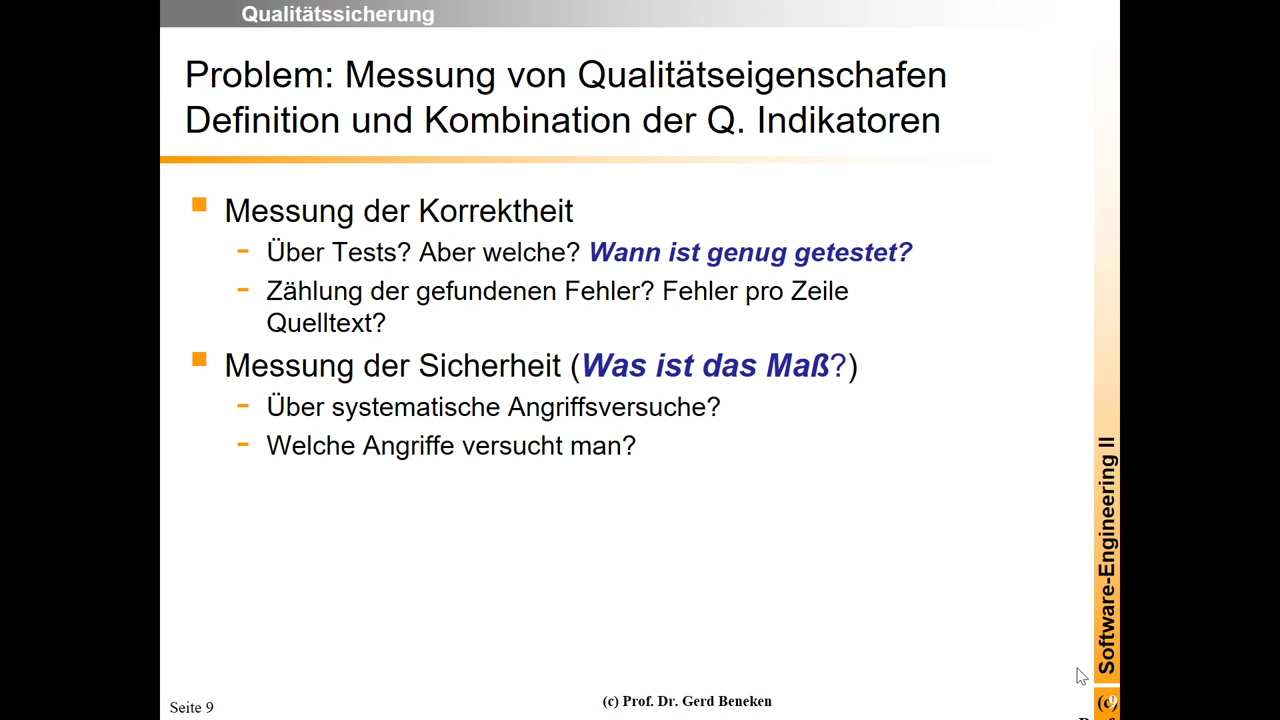 Qualitätssicherung
Problem: Messung von Qualitätseigenschafen
Definition und Kombination der Q. Indikatoren
Messung der Korrektheit
- Über Tests? Aber welche? Wann ist genug getestet?
- Zählung der gefundenen Fehler? Fehler pro Zeile
Quelltext?
Messung der Sicherheit (Was ist das Maß?)
- Über systematische Angriffsversuche?
- Welche Angriffe versucht man?
Software-Engineering II
Seite 9
(c) Prof. Dr. Gerd Beneken
(c)
9